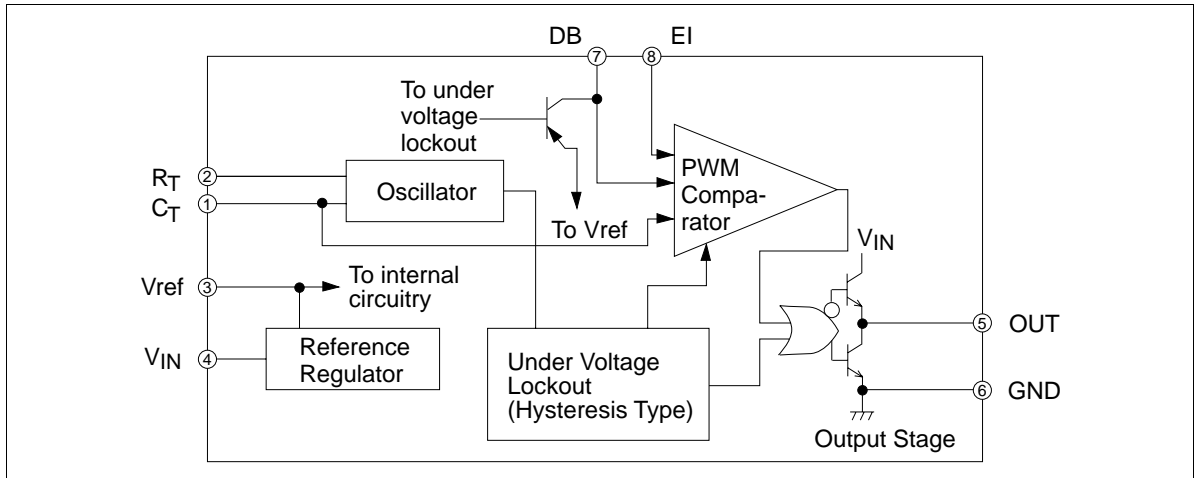 DB
EI
7
8
To under
voltage
lockout
PWM
Compa-
rator
RT
2
Oscillator
CT
1
To Vref
VIN
Vref
3
To internal
circuitry
5
OUT
VIN
4
Reference
Regulator
Under Voltage
Lockout
(Hysteresis Type)
6
GND
Output Stage